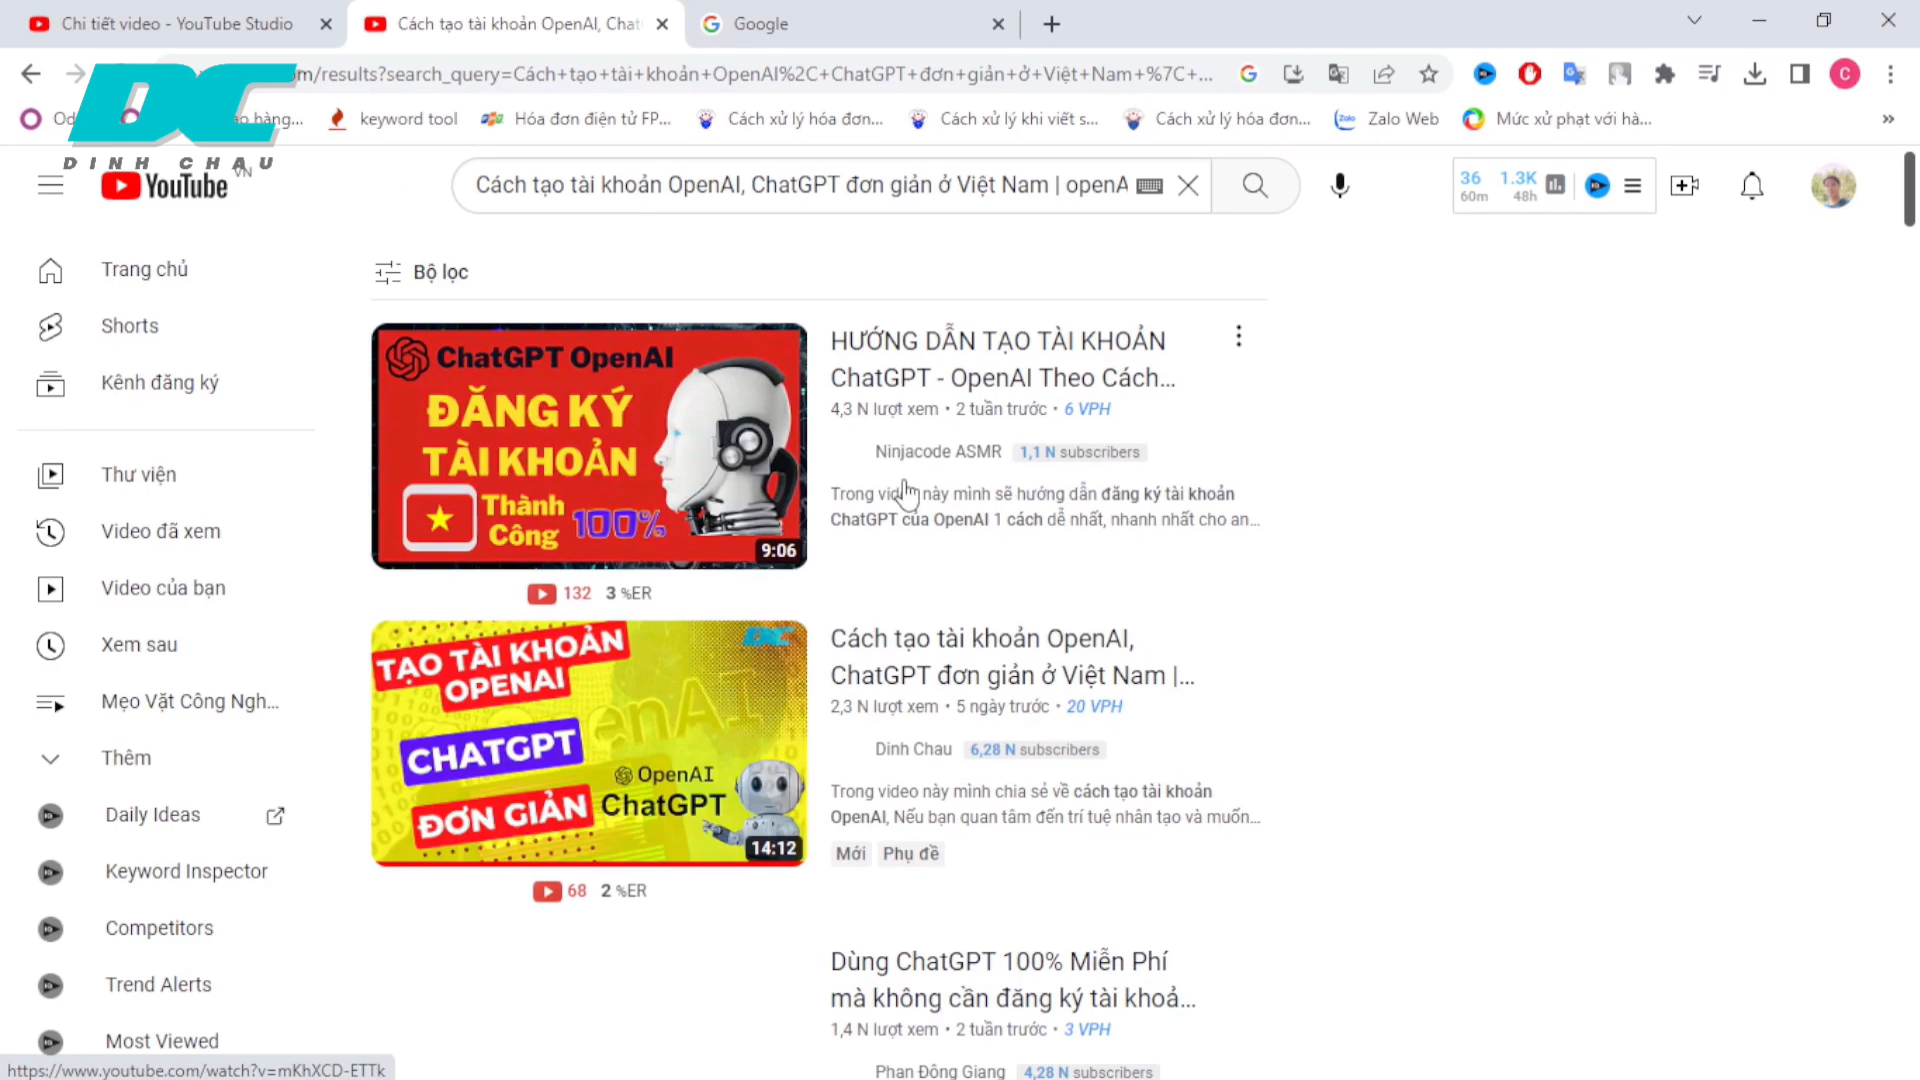 Chi tiết video - YouTube Studio
Cách tạo tài khoản OpenAI, Chat
Google
om/results?search_query=Cách+tạo+tài+khoản+OpenAI%2C+ChatGPT+đơn+giản+ở+Việt+Nam+%7C+...
keyword tool
Hóa đơn điện tử FP...
Cách xử lý hóa đơn...
Cách xử lý khi viết s...
Cách xử lý hóa đơn...
Zalo Web
Mức xử phạt với hà...
DC
DINH CHAU
YouTube VN
Cách tạo tài khoản OpenAI, ChatGPT đơn giản ở Việt Nam | openA
36
60m
1.3K
48h
Trang chủ
Shorts
Kênh đăng ký
Thư viện
Video đã xem
Video của bạn
Xem sau
Mẹo Vặt Công Ngh...
Thêm
Daily Ideas
Keyword Inspector
Competitors
Trend Alerts
Most Viewed
https://www.youtube.com/watch?v=mKhXCD-ETTk
Bộ lọc
ChatGPT OpenAI
ĐĂNG KÝ
TÀI KHOẢN
Thành
Công
100%
9:06
132 3 %ER
HƯỚNG DẪN TẠO TÀI KHOẢN
ChatGPT - OpenAI Theo Cách...
4,3 N lượt xem • 2 tuần trước • 6 VPH
Ninjacode ASMR 1,1 N subscribers
Trong video này mình sẽ hướng dẫn đăng ký tài khoản
ChatGPT của OpenAI 1 cách dễ nhất, nhanh nhất cho an...
DC
TẠO TÀI KHOẢN
OPENAI
OpenAI
CHATGPT
OpenAI
ChatGPT
ĐƠN GIẢN
14:12
68 2 %ER
Cách tạo tài khoản OpenAI,
ChatGPT đơn giản ở Việt Nam |...
2,3 N lượt xem • 5 ngày trước • 20 VPH
Dinh Chau 6,28 N subscribers
Trong video này mình chia sẻ về cách tạo tài khoản
OpenAI, Nếu bạn quan tâm đến trí tuệ nhân tạo và muốn...
Mới Phụ đề
Dùng ChatGPT 100% Miễn Phí
mà không cần đăng ký tài khoả...
1,4 N lượt xem • 2 tuần trước • 3 VPH
Phan Đông Giang 4,28 N subscribers